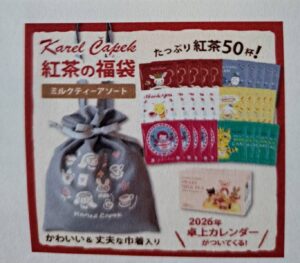 Karel Čapek
紅茶の福袋
ミルクティーアソート
たっぷり紅茶50杯!
Karel Capek
かわいい&丈夫な巾着入り
2026年
卓上カレンダー
がついてくる!